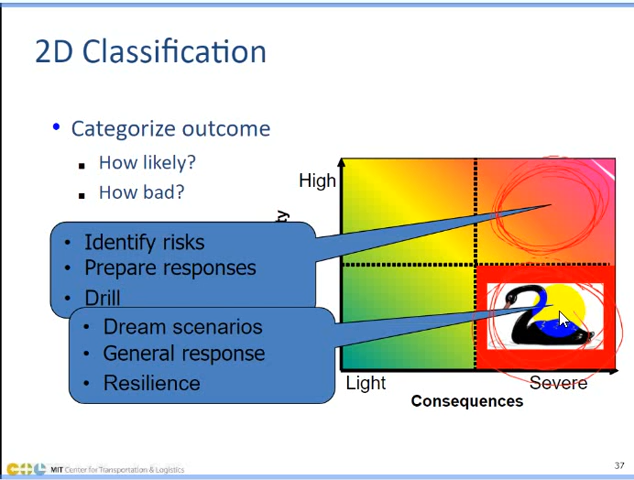 2D Classification
• Categorize outcome
▪ How likely?
▪ How bad?
High
ty
• Identify risks
• Prepare responses
• Drill
• Dream scenarios
• General response
• Resilience
Light
Severe
Consequences
MIT Center for Transportation & Logistics
37